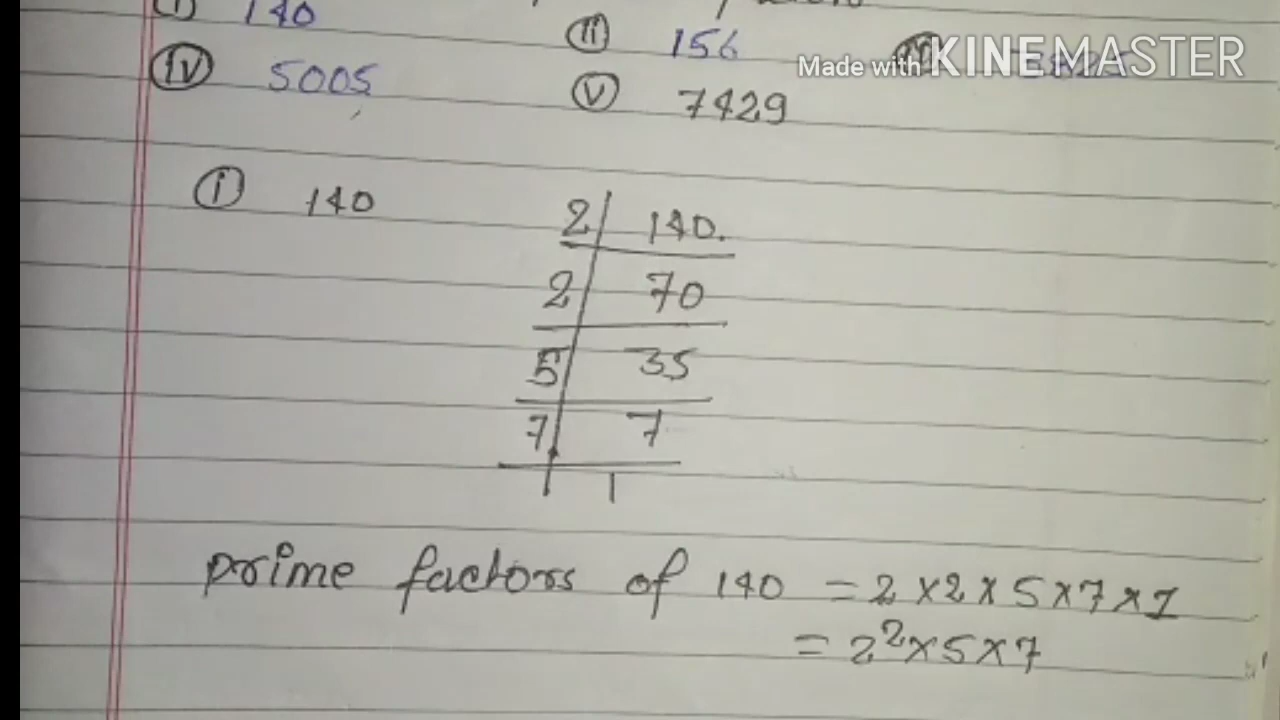 (i) 140 (ii) 156
Made with KINEMASTER
(iv) 5005 (v) 7429
(i) 140 2 140.
2 70
5 35
7 7
1
prime factors of 140 = 2×2×5×7×1
= 2²×5×7